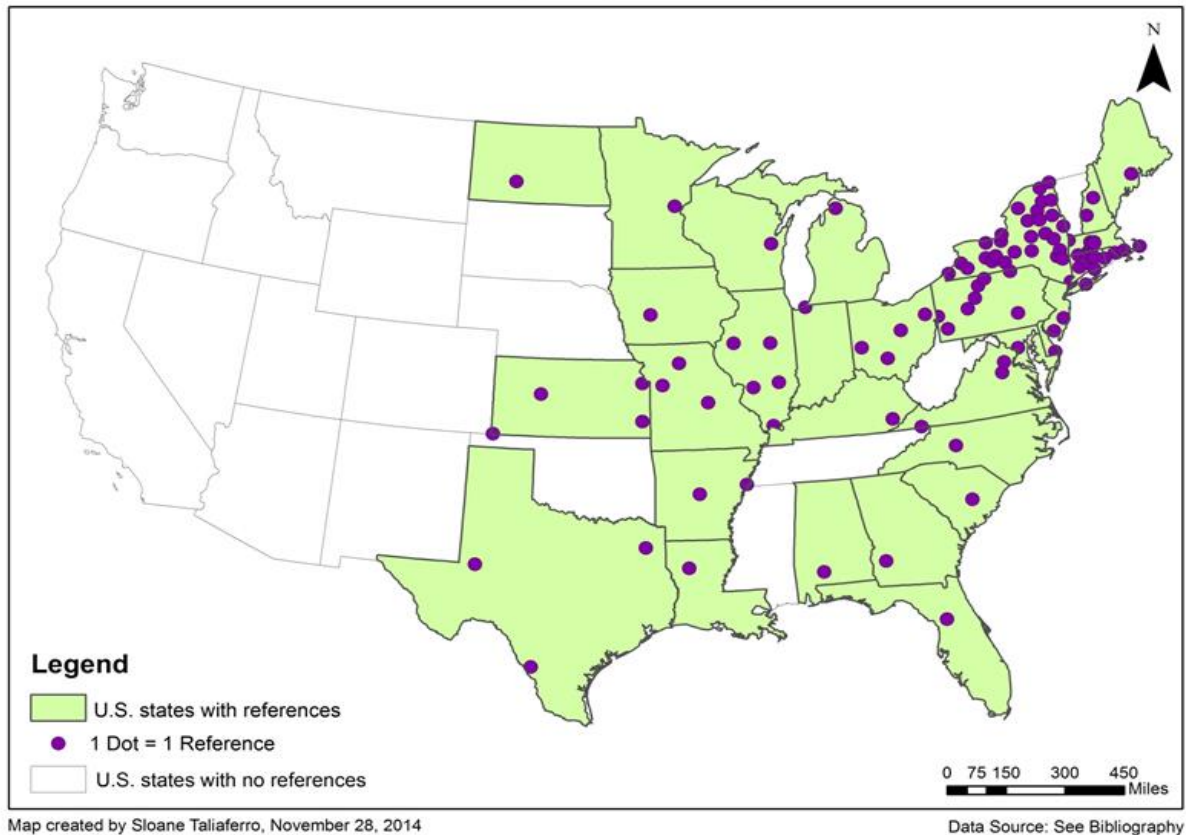 N
Legend
U.S. states with references
1 Dot = 1 Reference
U.S. states with no references
0 75 150 300 450
Miles
Map created by Sloane Taliaferro, November 28, 2014
Data Source: See Bibliography